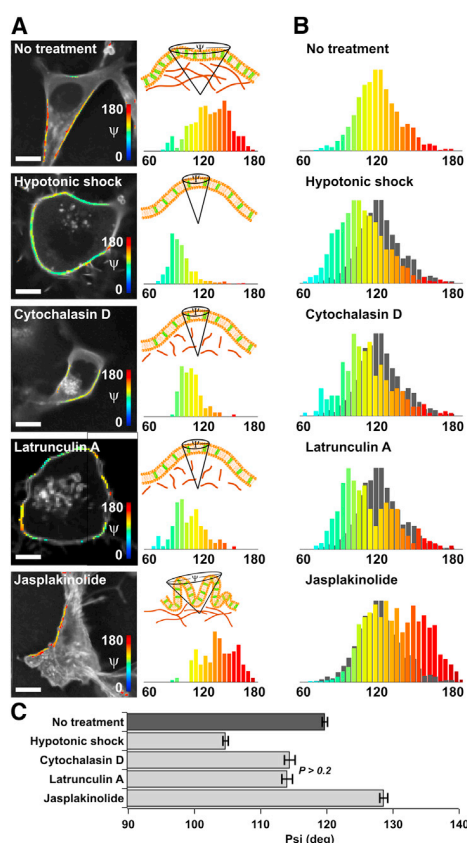 A
B
No treatment
180
Ψ
0
Ψ
60 120 180
No treatment
60 120 180
Hypotonic shock
180
Ψ
0
Ψ
60 120 180
Hypotonic shock
60 120 180
Cytochalasin D
180
Ψ
0
Ψ
60 120 180
Cytochalasin D
60 120 180
Latrunculin A
180
Ψ
0
Ψ
60 120 180
Latrunculin A
60 120 180
Jasplakinolide
180
Ψ
0
Ψ
60 120 180
Jasplakinolide
60 120 180
C
No treatment
Hypotonic shock
Cytochalasin D
P > 0.2
Latrunculin A
Jasplakinolide
90 100 110 120 130 140
Psi (deg)